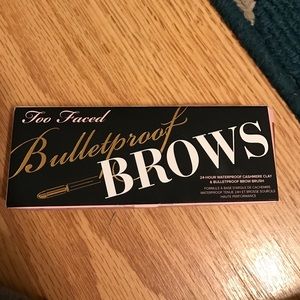 Too Faced
Bulletproof
BROWS
24-HOUR WATERPROOF CASHMERE CLAY
& BULLETPROOF BROW BRUSH
FORMULE À BASE D'ARGILE DE CACHEMIRE
WATERPROOF TENUE 24H ET BROSSE SOURCILS
HAUTE PERFORMANCE